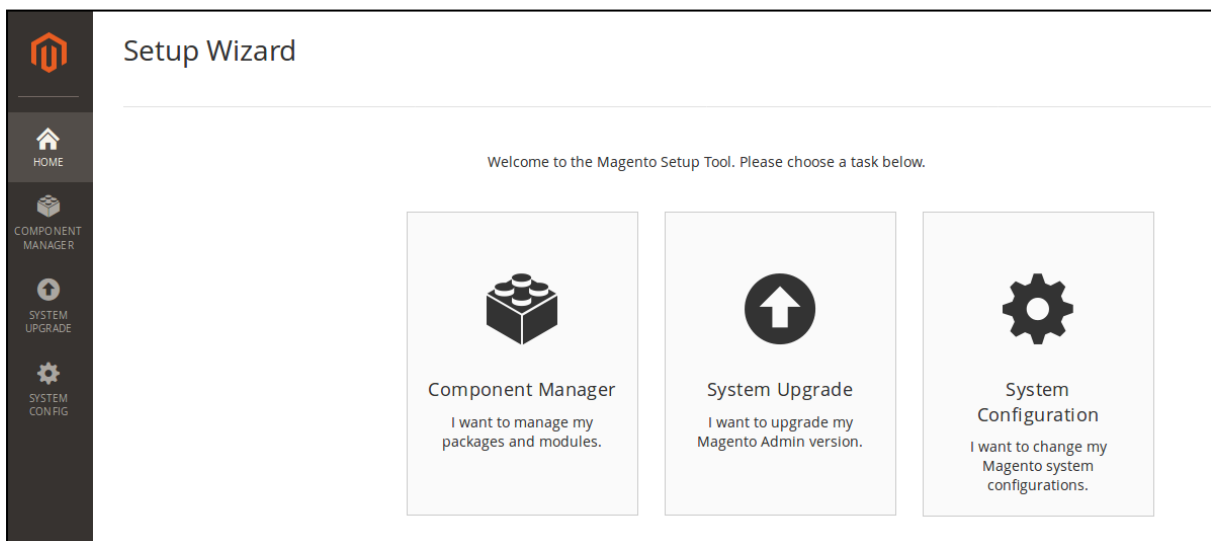 Setup Wizard
HOME
COMPONENT
MANAGER
SYSTEM
UPGRADE
SYSTEM
CONFIG
Welcome to the Magento Setup Tool. Please choose a task below.
Component Manager
I want to manage my
packages and modules.
System Upgrade
I want to upgrade my
Magento Admin version.
System
Configuration
I want to change my
Magento system
configurations.